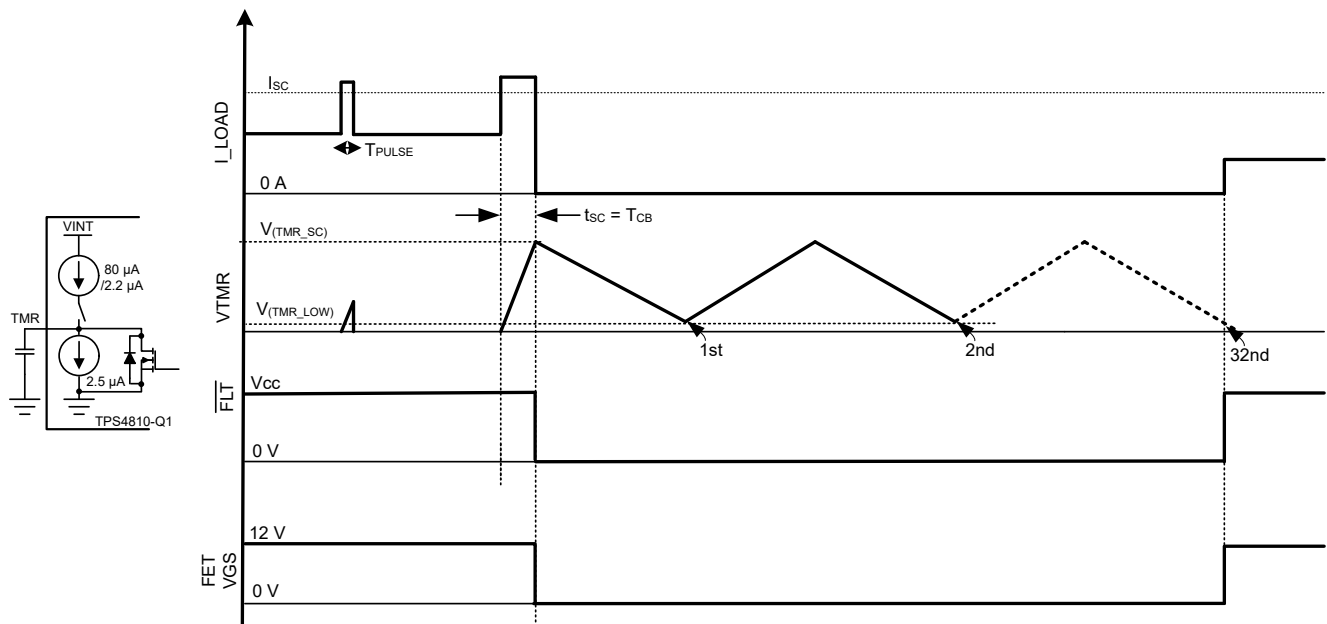 I_LOAD
ISC
TPULSE
0 A
tSC = TCB
VTMR
V(TMR_SC)
V(TMR_LOW)
1st
2nd
32nd
VINT
80 µA
/2.2 µA
TMR
2.5 µA
TPS4810-Q1
FLT
Vcc
0 V
FET
VGS
12 V
0 V